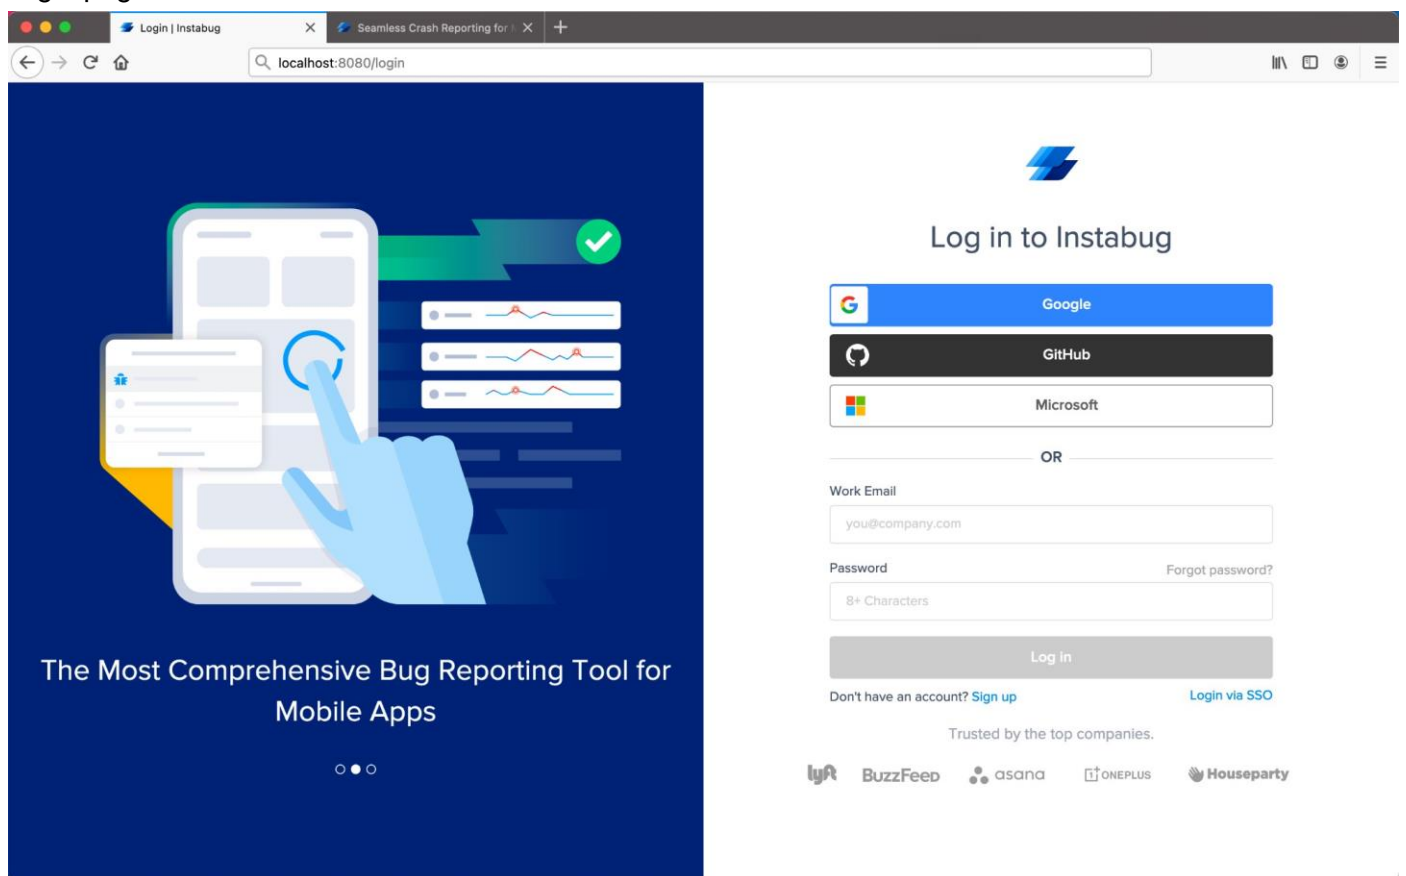 Login | Instabug
Seamless Crash Reporting for
localhost:8080/login
The Most Comprehensive Bug Reporting Tool for
Mobile Apps
Log in to Instabug
Google
GitHub
Microsoft
OR
Work Email
you@company.com
Password
Forgot password?
8+ Characters
Log in
Don't have an account? Sign up
Login via SSO
Trusted by the top companies.
lyft BuzzFeed asana ONEPLUS Houseparty